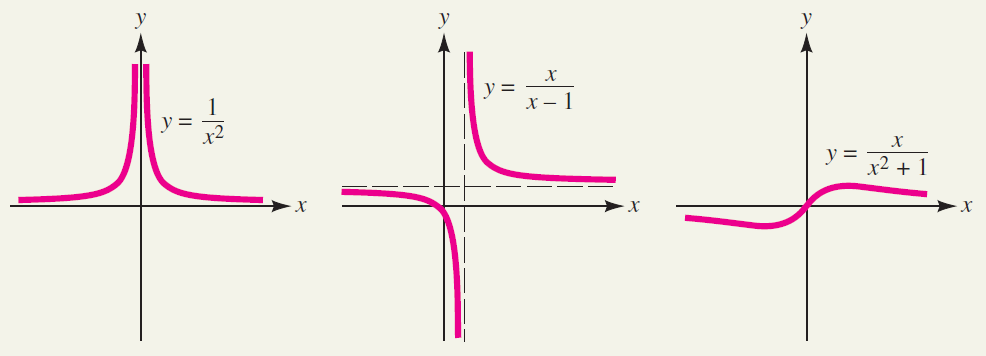 y
y = 1/x²
x
y
y = x/(x – 1)
x
y
y = x/(x² + 1)
x